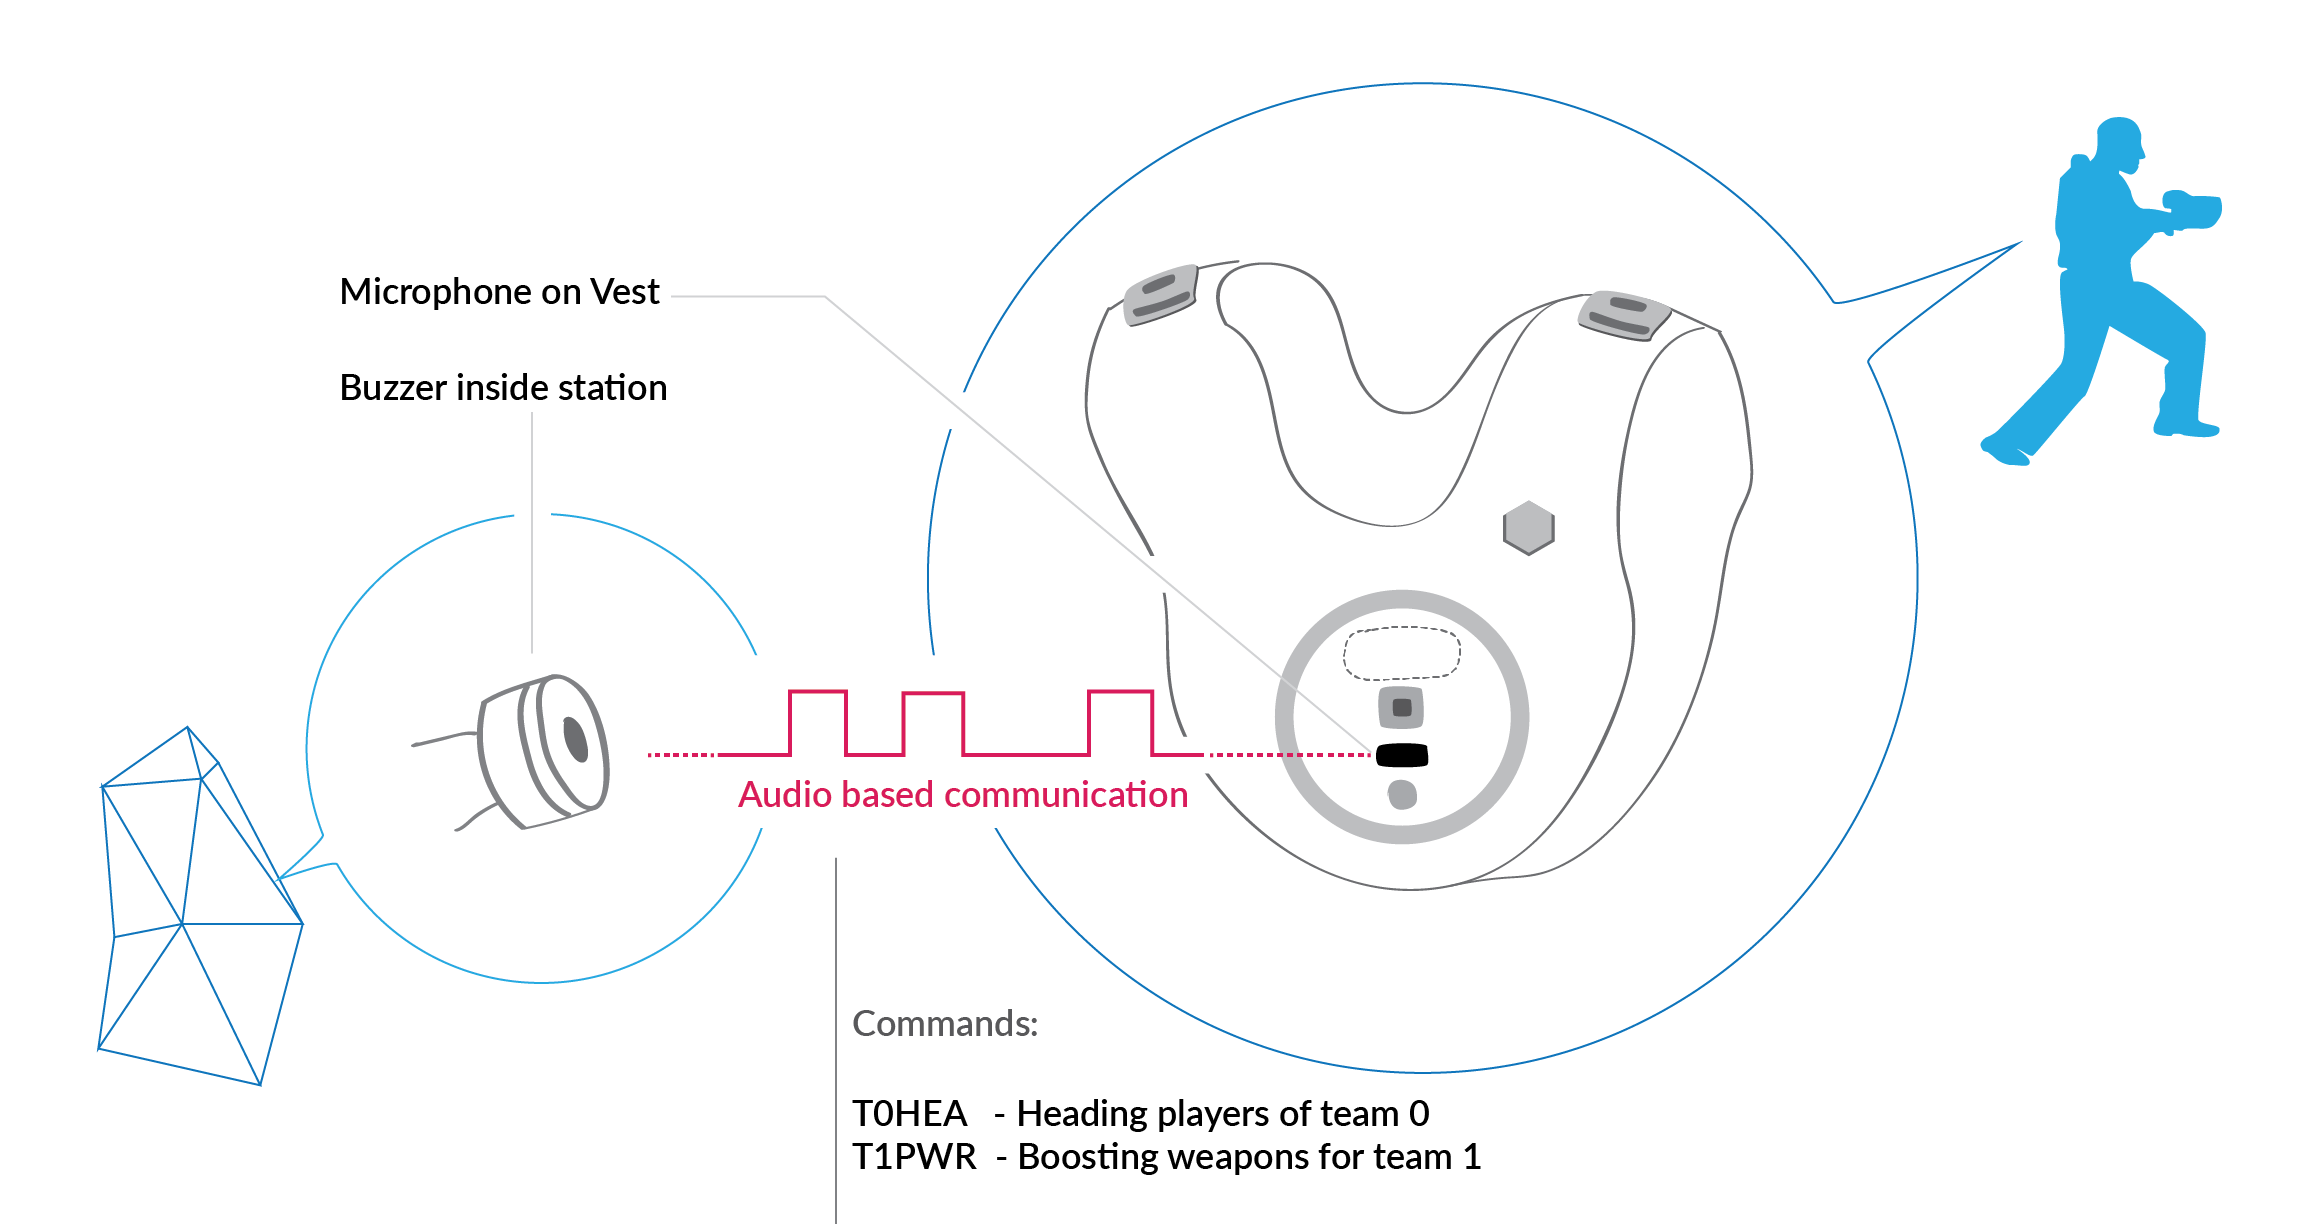 Microphone on Vest
Buzzer inside station
Audio based communication
Commands:
T0HEA - Heading players of team 0
T1PWR - Boosting weapons for team 1